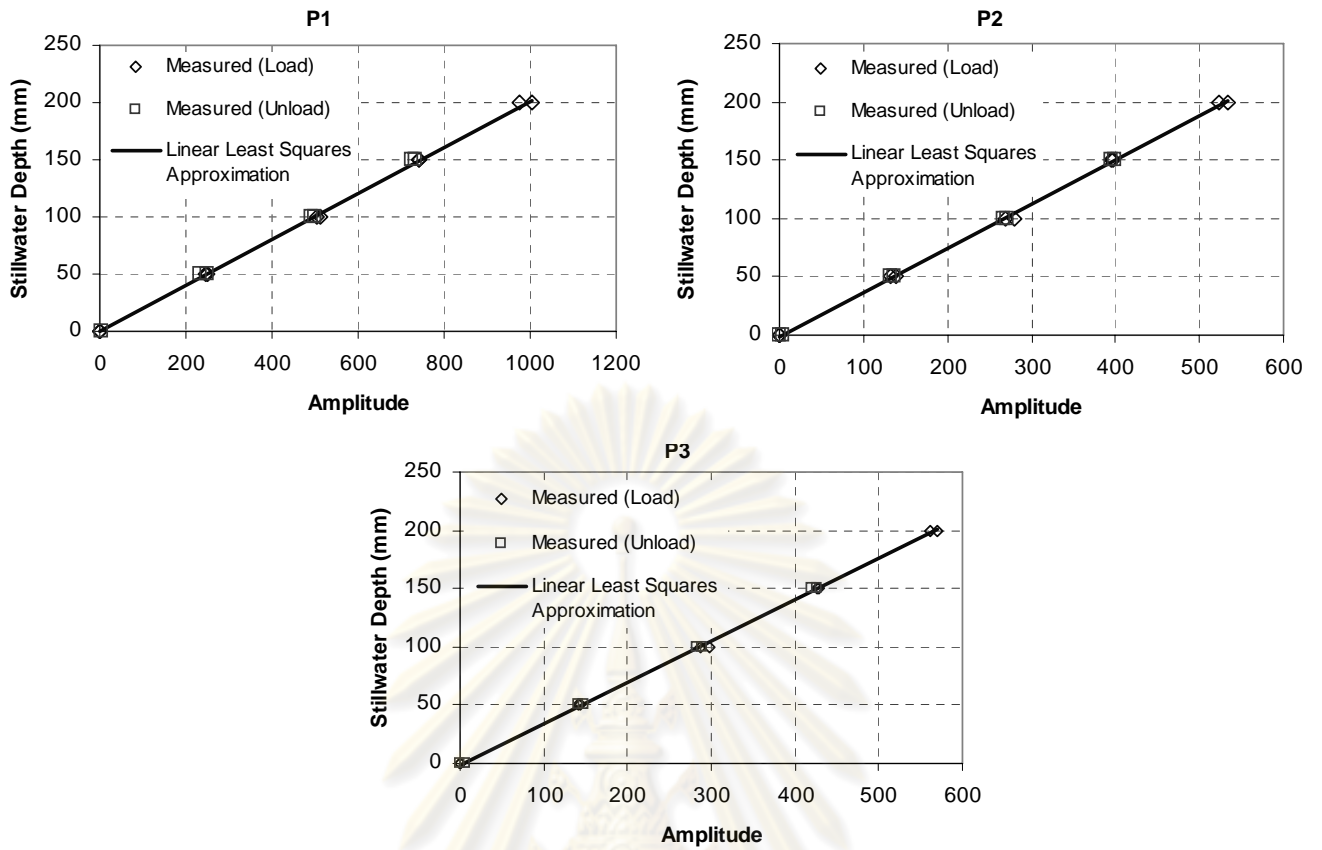 P1
250
200
150
100
50
0
Stillwater Depth (mm)
Measured (Load)
Measured (Unload)
Linear Least Squares
Approximation
0 200 400 600 800 1000 1200
Amplitude
P2
250
200
150
100
50
0
Stillwater Depth (mm)
Measured (Load)
Measured (Unload)
Linear Least Squares
Approximation
0 100 200 300 400 500 600
Amplitude
P3
250
200
150
100
50
0
Stillwater Depth (mm)
Measured (Load)
Measured (Unload)
Linear Least Squares
Approximation
0 100 200 300 400 500 600
Amplitude